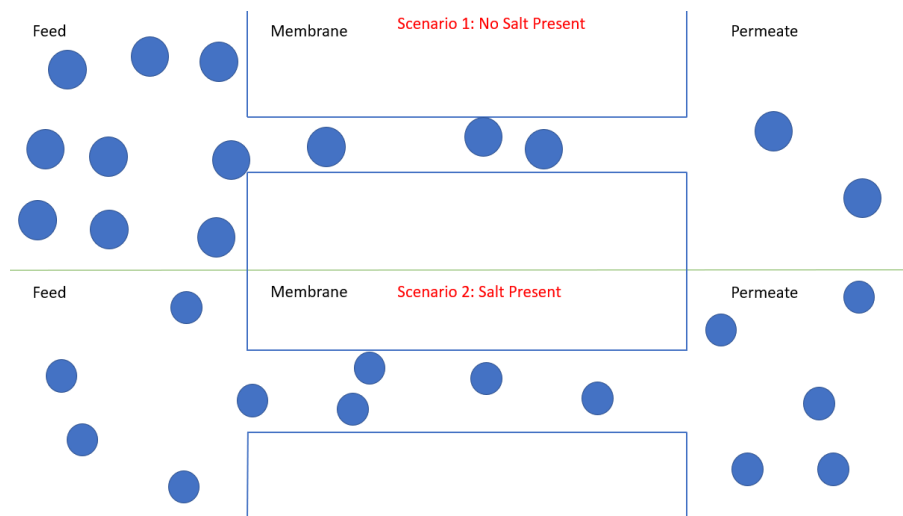 Feed
Membrane
Scenario 1: No Salt Present
Permeate
Feed
Membrane
Scenario 2: Salt Present
Permeate